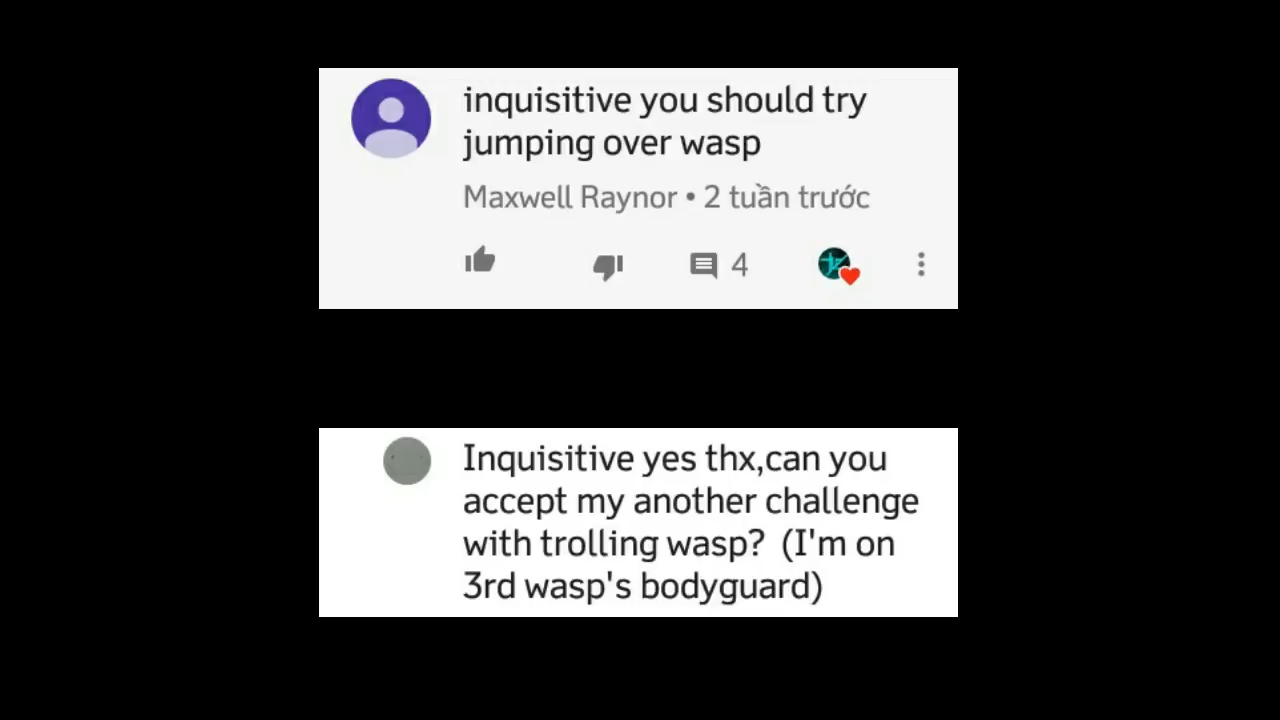 inquisitive you should try
jumping over wasp
Maxwell Raynor • 2 tuần trước
4
Inquisitive yes thx,can you
accept my another challenge
with trolling wasp? (I'm on
3rd wasp's bodyguard)